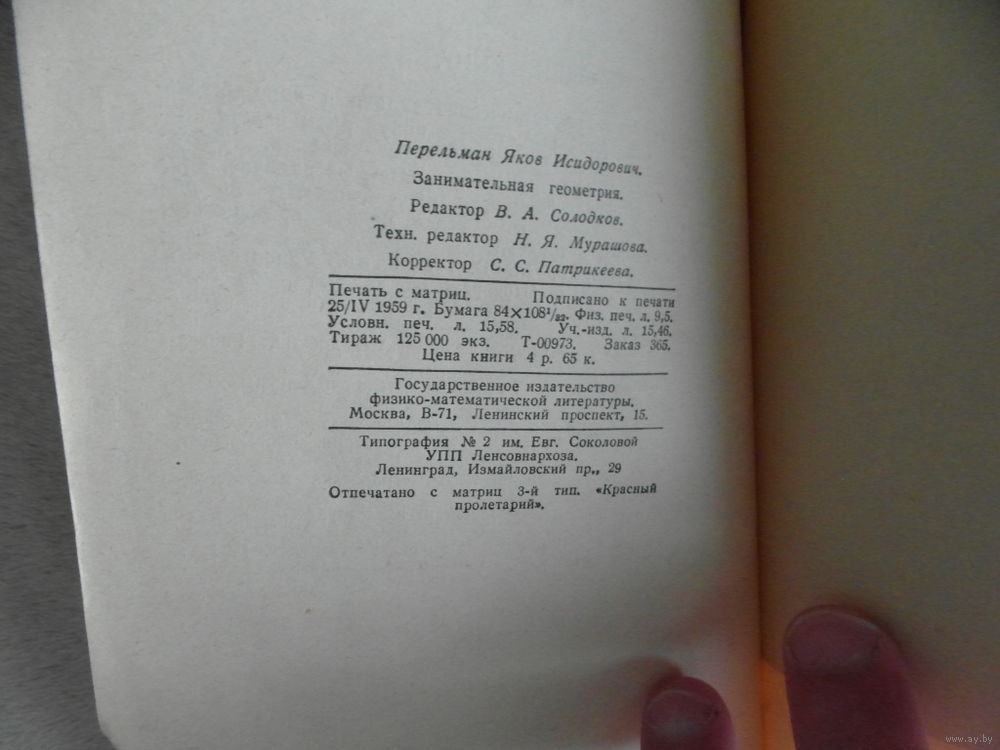 Перельман Яков Исидорович.
Занимательная геометрия.
Редактор В. А. Солодков.
Техн. редактор Н. Я. Мурашова.
Корректор С. С. Патрикеева.
Печать с матриц. Подписано к печати
25/IV 1959 г. Бумага 84×108¹/₃₂. Физ. печ. л. 9,5.
Условн. печ. л. 15,58. Уч.-изд. л. 15,46.
Тираж 125 000 экз. Т-00973. Заказ 365.
Цена книги 4 р. 65 к.
Государственное издательство
физико-математической литературы.
Москва, В-71, Ленинский проспект, 15.
Типография № 2 им. Евг. Соколовой
УПП Ленсовнархоза.
Ленинград, Измайловский пр., 29
Отпечатано с матриц 3-й тип. «Красный
пролетарий».
www.ay.by